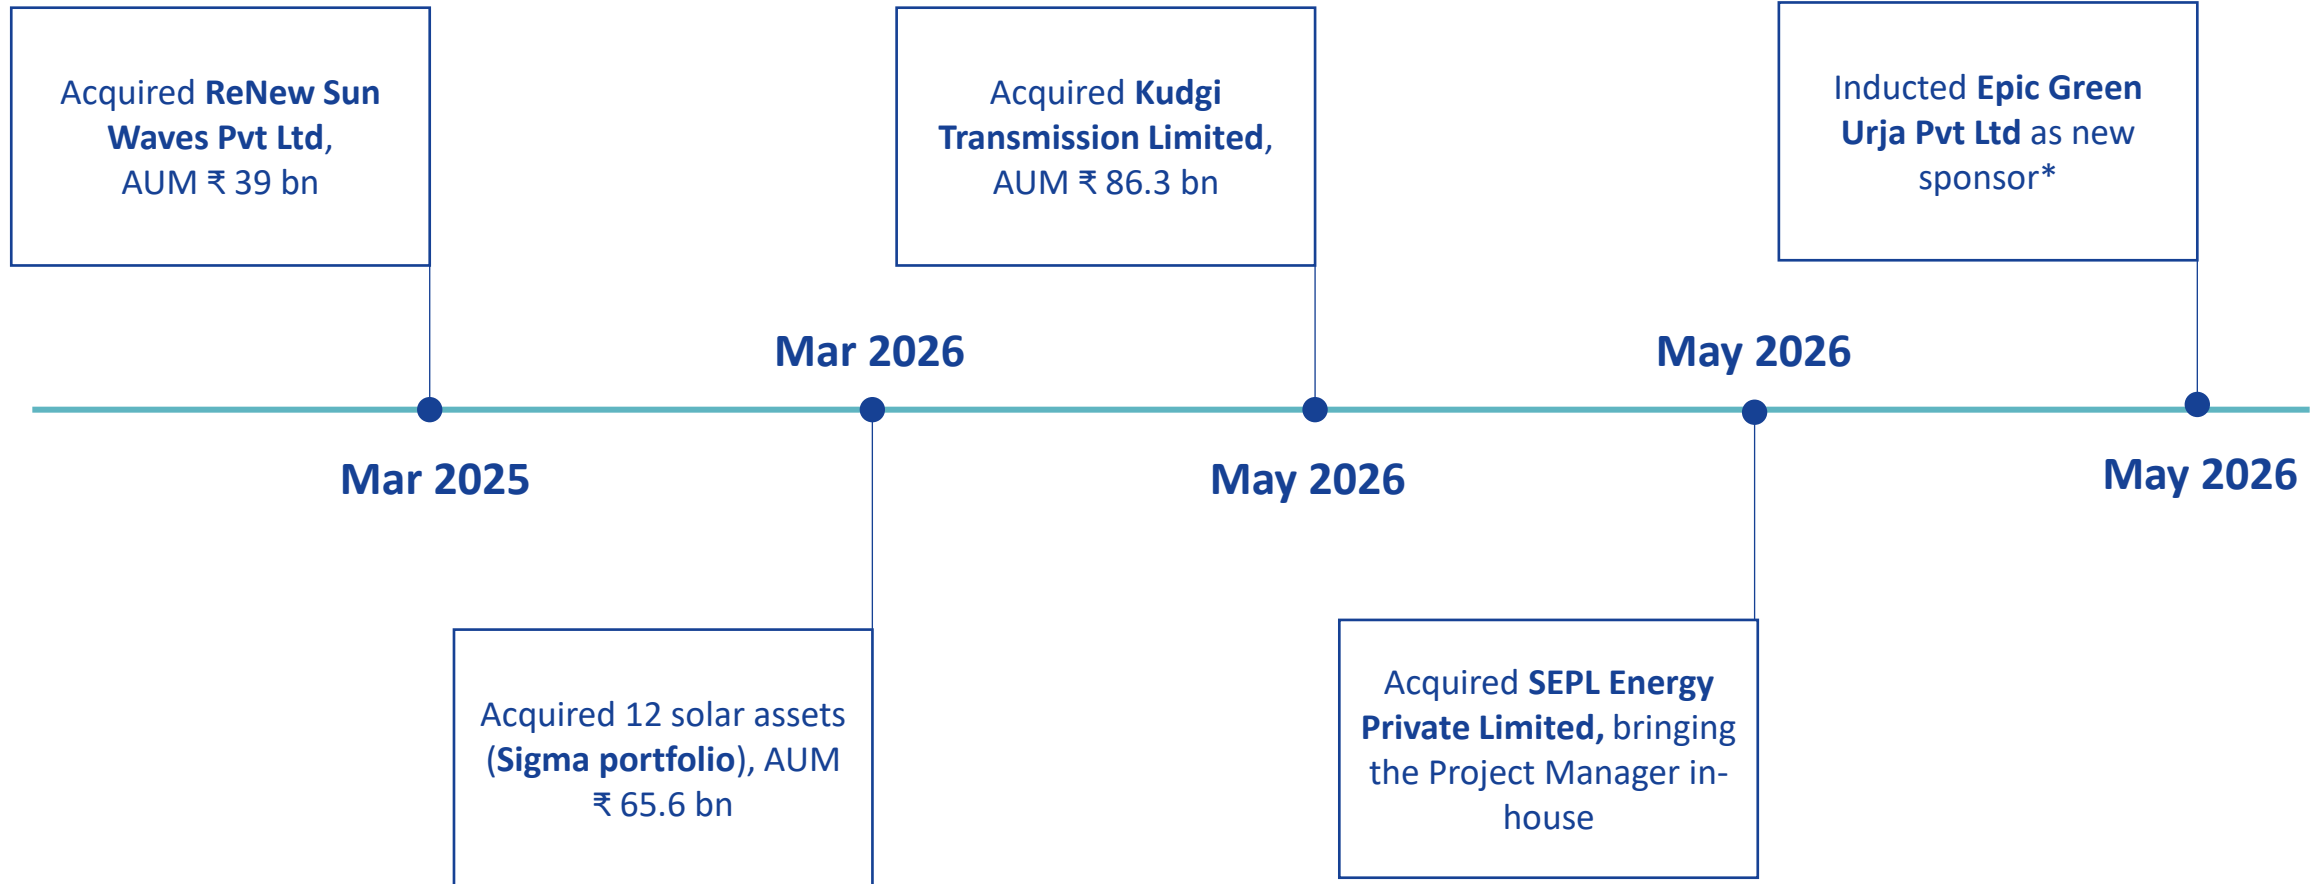 Acquired ReNew Sun
Waves Pvt Ltd,
AUM ₹ 39 bn
Mar 2025
Mar 2026
Acquired 12 solar assets
(Sigma portfolio), AUM
₹ 65.6 bn
Acquired Kudgi
Transmission Limited,
AUM ₹ 86.3 bn
May 2026
May 2026
Acquired SEPL Energy
Private Limited, bringing
the Project Manager in-
house
Inducted Epic Green
Urja Pvt Ltd as new
sponsor*
May 2026